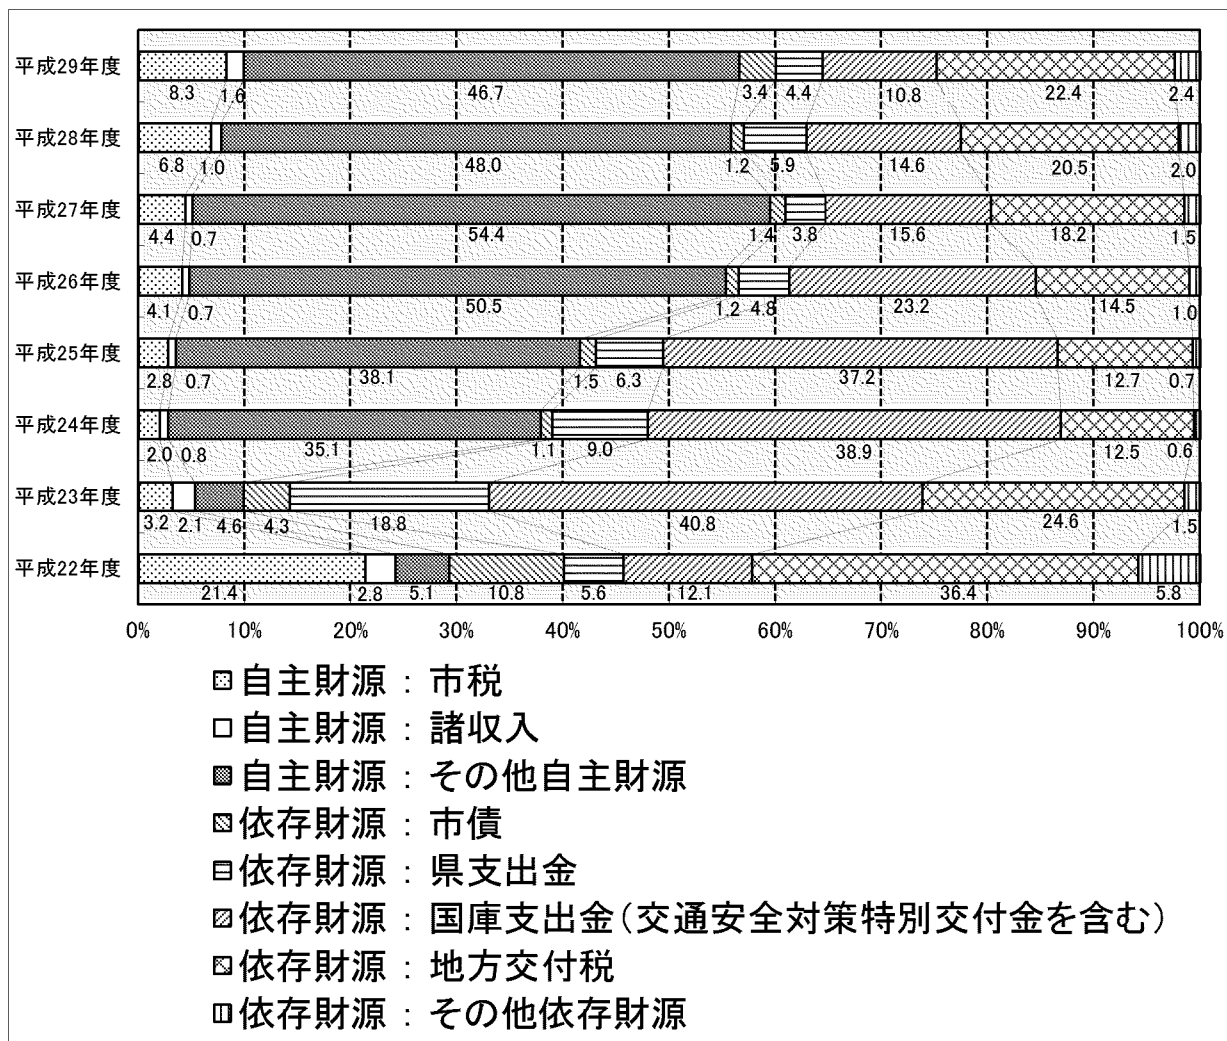 平成29年度
8.3 1.6 46.7 3.4 4.4 10.8 22.4 2.4
平成28年度
6.8 1.0 48.0 1.2 5.9 14.6 20.5 2.0
平成27年度
4.4 0.7 54.4 1.4 3.8 15.6 18.2 1.5
平成26年度
4.1 0.7 50.5 1.2 4.8 23.2 14.5 1.0
平成25年度
2.8 0.7 38.1 1.5 6.3 37.2 12.7 0.7
平成24年度
2.0 0.8 35.1 1.1 9.0 38.9 12.5 0.6
平成23年度
3.2 2.1 4.6 4.3 18.8 40.8 24.6 1.5
平成22年度
21.4 2.8 5.1 10.8 5.6 12.1 36.4 5.8
0% 10% 20% 30% 40% 50% 60% 70% 80% 90% 100%
自主財源 : 市税
自主財源 : 諸収入
自主財源 : その他自主財源
依存財源 : 市債
依存財源 : 県支出金
依存財源 : 国庫支出金(交通安全対策特別交付金を含む)
依存財源 : 地方交付税
依存財源 : その他依存財源